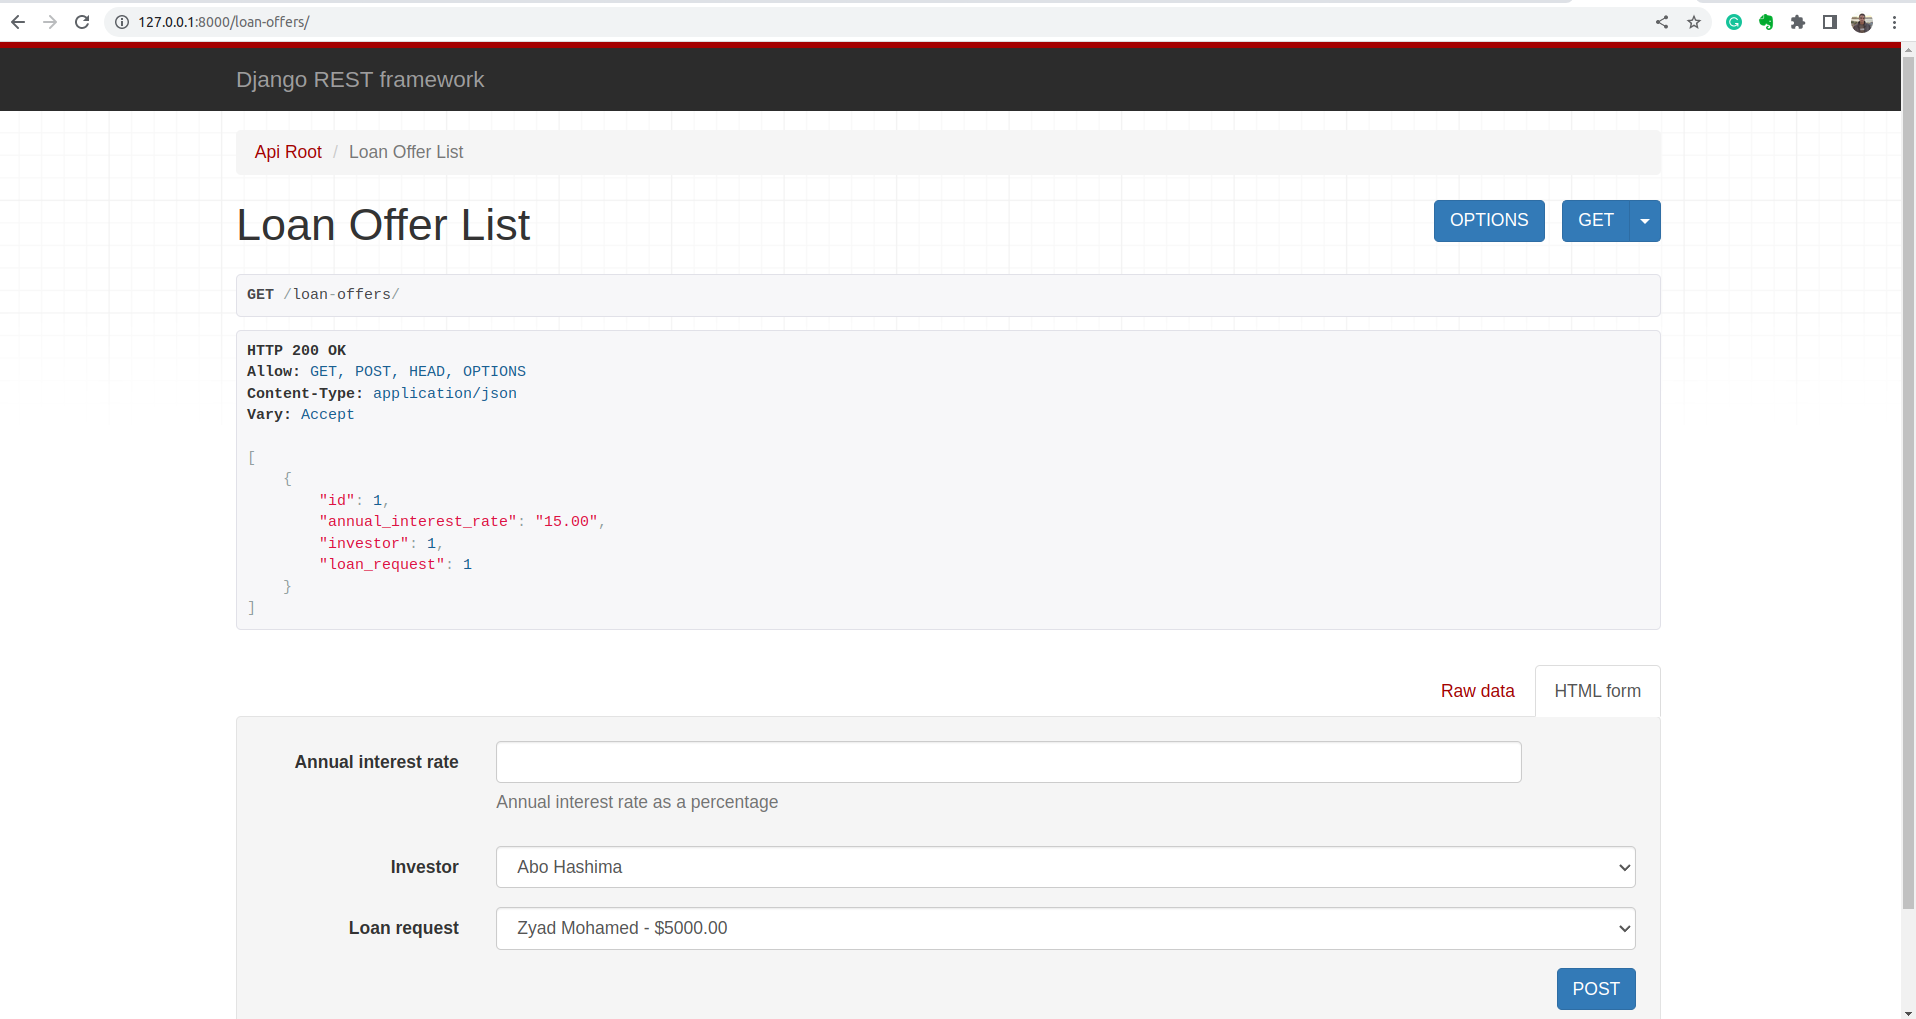 127.0.0.1:8000/loan-offers/
Django REST framework
Api Root / Loan Offer List
Loan Offer List
OPTIONS GET
GET /loan-offers/
HTTP 200 OK
Allow: GET, POST, HEAD, OPTIONS
Content-Type: application/json
Vary: Accept
[
    {
        "id": 1,
        "annual_interest_rate": "15.00",
        "investor": 1,
        "loan_request": 1
    }
]
Raw data HTML form
Annual interest rate
Annual interest rate as a percentage
Investor Abo Hashima
Loan request Zyad Mohamed - $5000.00
POST